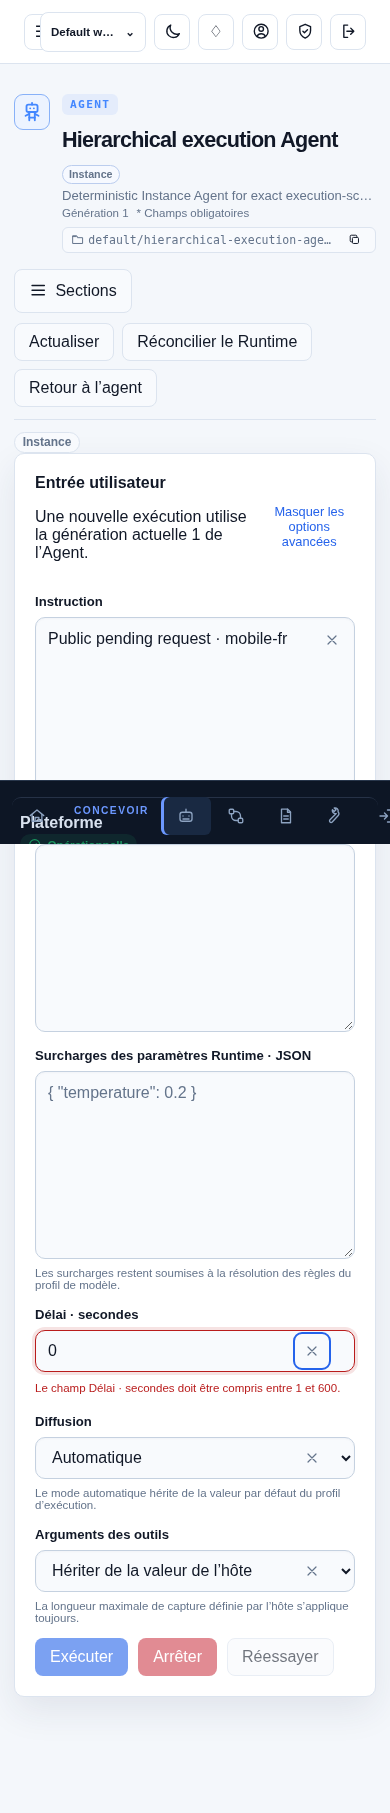 Default w… 
AGENT
Hierarchical execution Agent
Instance
Deterministic Instance Agent for exact execution-sc…
Génération 1 * Champs obligatoires
default/hierarchical-execution-age…
Sections
Actualiser
Réconcilier le Runtime
Retour à l’agent
Instance
Entrée utilisateur
Une nouvelle exécution utilise
la génération actuelle 1 de
l’Agent.
Masquer les
options
avancées
Instruction
Public pending request · mobile-fr
CONCEVOIR
Plateforme
Opérationnelle
Surcharges des paramètres Runtime · JSON
{ "temperature": 0.2 }
Les surcharges restent soumises à la résolution des règles du
profil de modèle.
Délai · secondes
0
Le champ Délai · secondes doit être compris entre 1 et 600.
Diffusion
Automatique
Le mode automatique hérite de la valeur par défaut du profil
d’exécution.
Arguments des outils
Hériter de la valeur de l’hôte
La longueur maximale de capture définie par l’hôte s’applique
toujours.
Exécuter
Arrêter
Réessayer